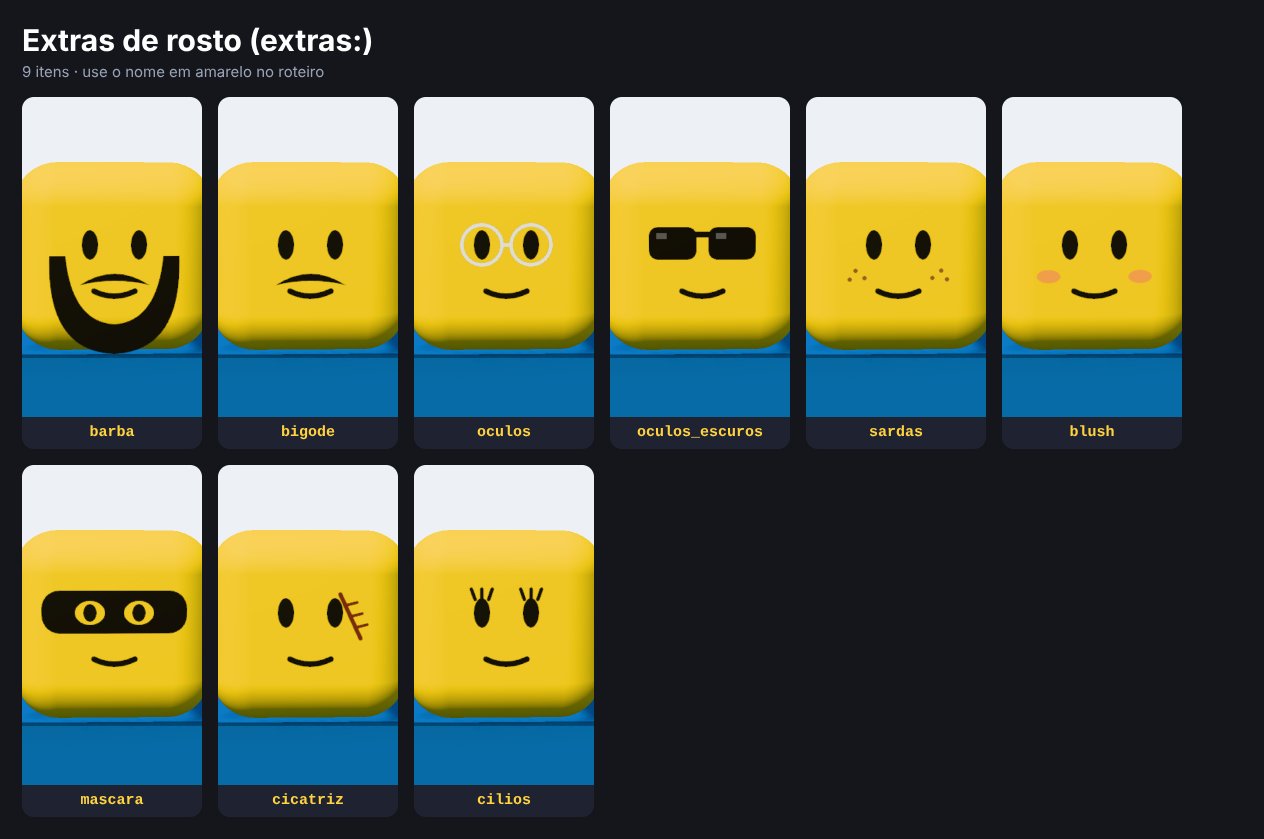 Extras de rosto (extras:)
9 itens · use o nome em amarelo no roteiro
barba
bigode
oculos
oculos_escuros
sardas
blush
mascara
cicatriz
cilios